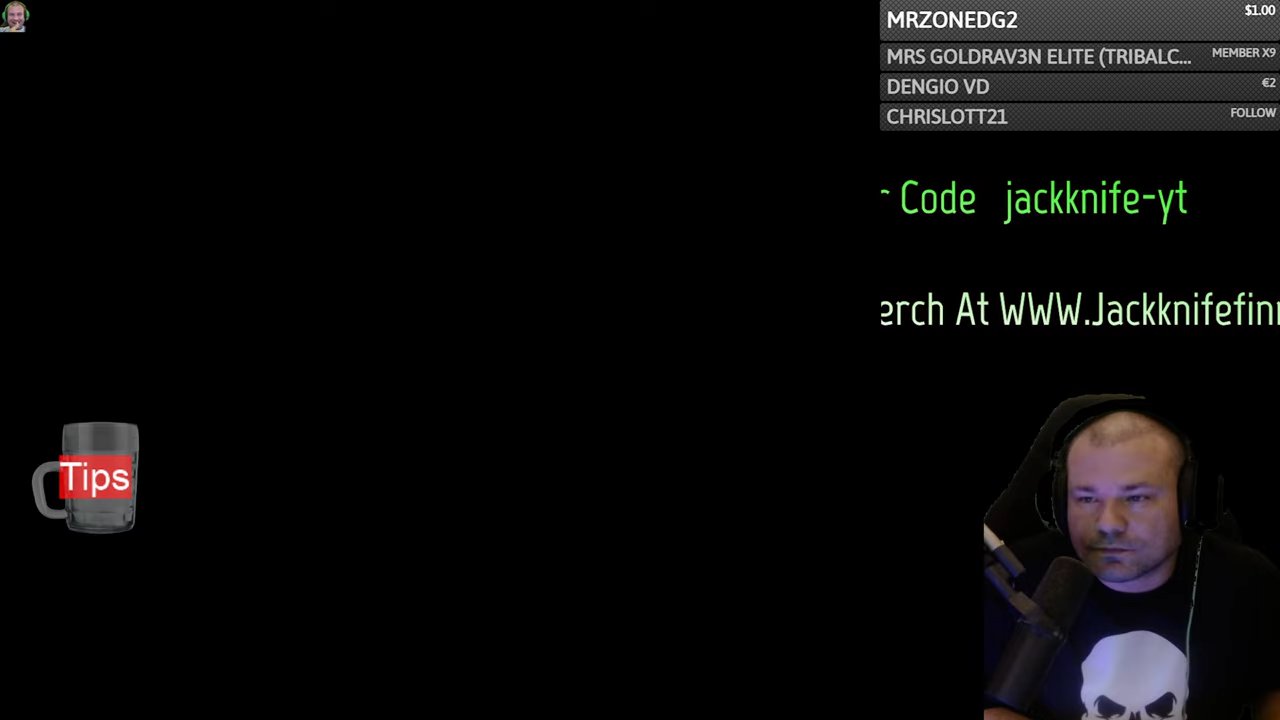 MRZONEDG2 $1.00
MRS GOLDRAV3N ELITE (TRIBALC... MEMBER X9
DENGIO VD €2
CHRISLOTT21 FOLLOW
r Code jackknife-yt
erch At WWW.Jackknifefin
Tips